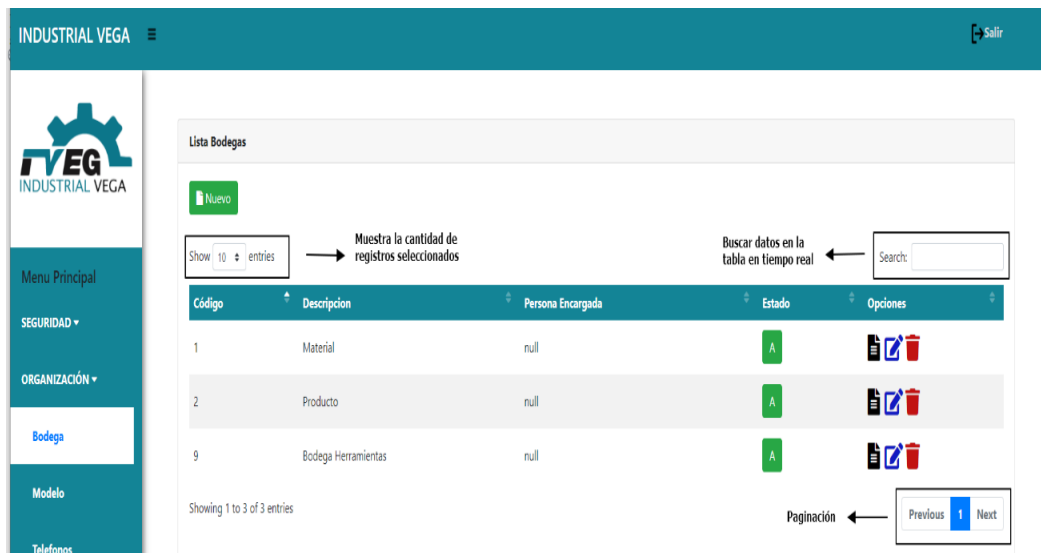 INDUSTRIAL VEGA
Salir
VEG
INDUSTRIAL VEGA
Menu Principal
SEGURIDAD
ORGANIZACIÓN
Bodega
Modelo
Telefonos
Lista Bodegas
Nuevo
Show 10 entries
Muestra la cantidad de
registros seleccionados
Buscar datos en la
tabla en tiempo real
Search:
Código Descripcion Persona Encargada Estado Opciones
1 Material null A
2 Producto null A
9 Bodega Herramientas null A
Showing 1 to 3 of 3 entries
Paginación
Previous 1 Next